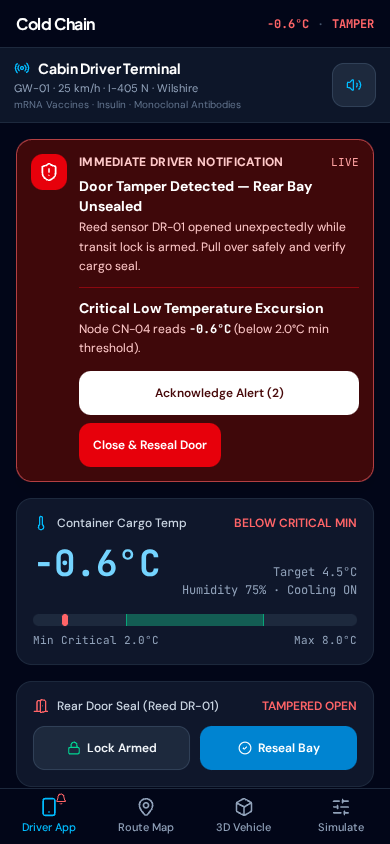 Cold Chain
-0.6°C · TAMPER
Cabin Driver Terminal
GW-01 · 25 km/h · I-405 N · Wilshire
mRNA Vaccines · Insulin · Monoclonal Antibodies
IMMEDIATE DRIVER NOTIFICATION
LIVE
Door Tamper Detected — Rear Bay
Unsealed
Reed sensor DR-01 opened unexpectedly while
transit lock is armed. Pull over safely and verify
cargo seal.
Critical Low Temperature Excursion
Node CN-04 reads -0.6°C (below 2.0°C min
threshold).
Acknowledge Alert (2)
Close & Reseal Door
Container Cargo Temp
BELOW CRITICAL MIN
-0.6°C
Target 4.5°C
Humidity 75% · Cooling ON
Min Critical 2.0°C
Max 8.0°C
Rear Door Seal (Reed DR-01)
TAMPERED OPEN
Lock Armed
Reseal Bay
Driver App
Route Map
3D Vehicle
Simulate